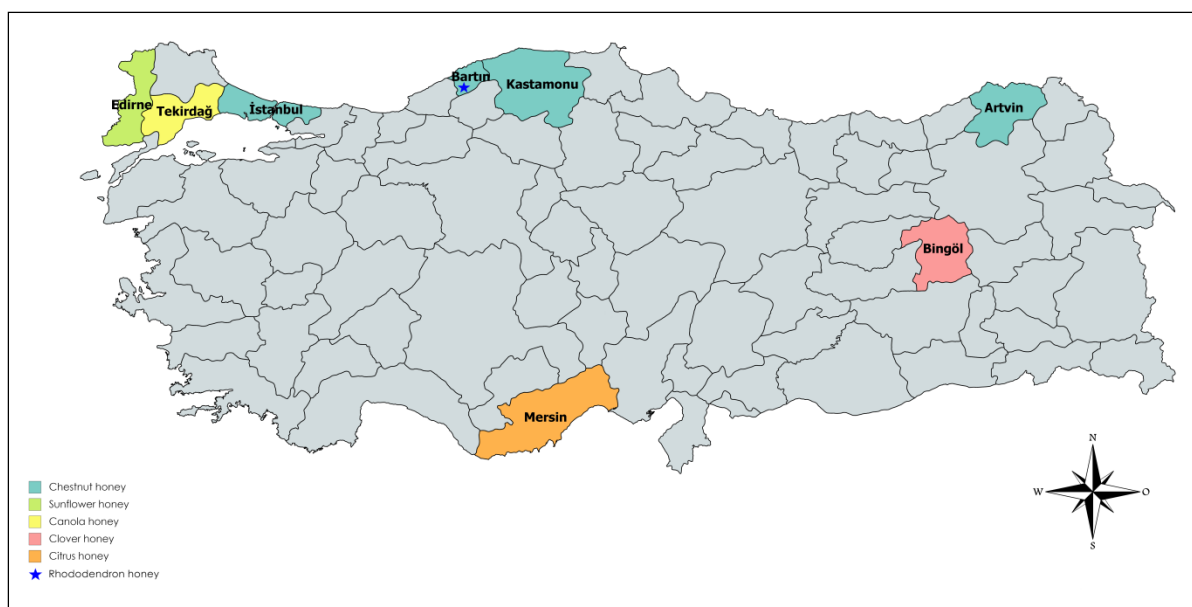 Bartın
Kastamonu
Edirne
Tekirdağ
İstanbul
Artvin
Bingöl
Mersin
Chestnut honey
Sunflower honey
Canola honey
Clover honey
Citrus honey
Rhododendron honey
N
W
O
S